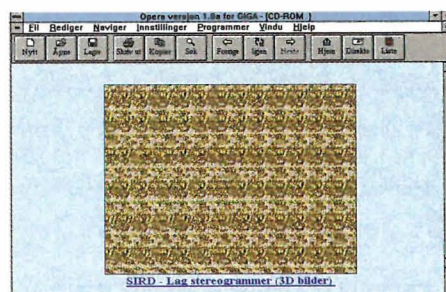 Opera versjon 1.0a for GIGA - [CD-ROM ]
Fil Rediger Naviger Innstillinger Programmer Vindu Hjelp
Nytt Åpne Lagre Skriv ut Kopier Søk Forrige Igjen Neste Hjem Direkte Liste
SIRD - Lag stereogrammer (3D bilder)